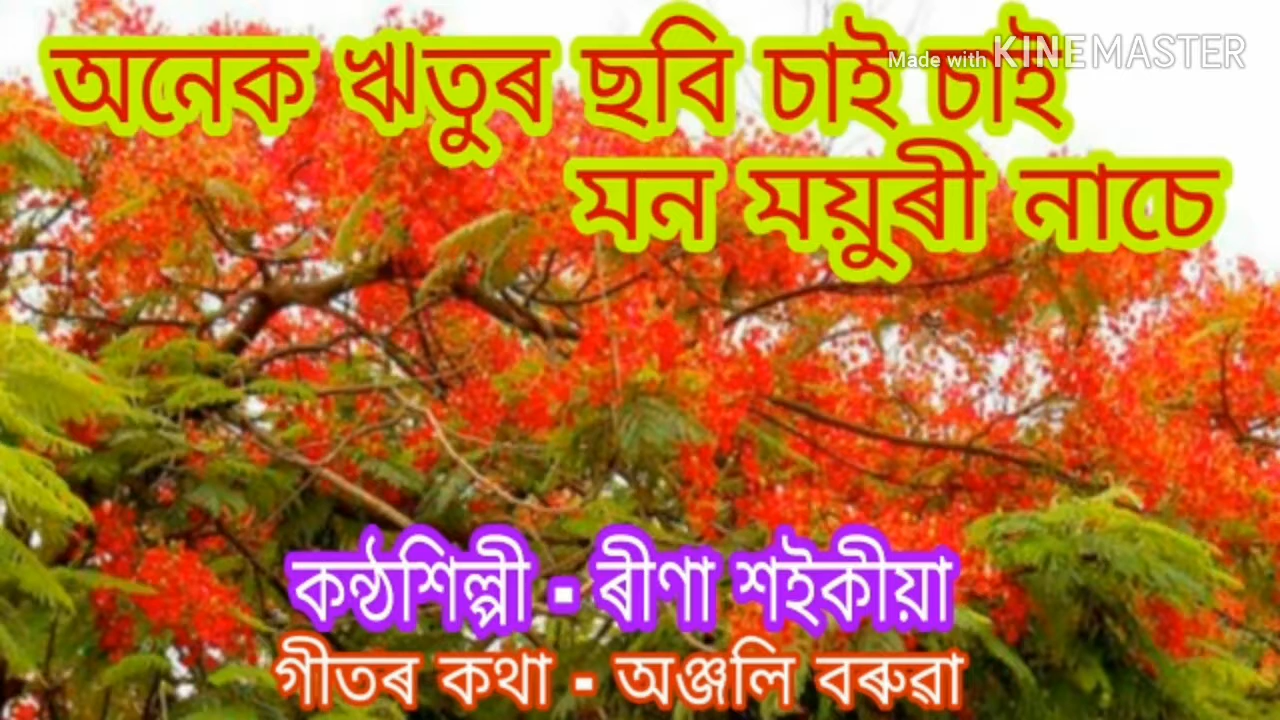 অনেক ঋতুৰ ছবি চাই চাই
Made with KINEMASTER
মন ময়ুৰী নাচে
কন্ঠশিল্পী - ৰীণা শইকীয়া
গীতৰ কথা - অঞ্জলি বৰুৱা